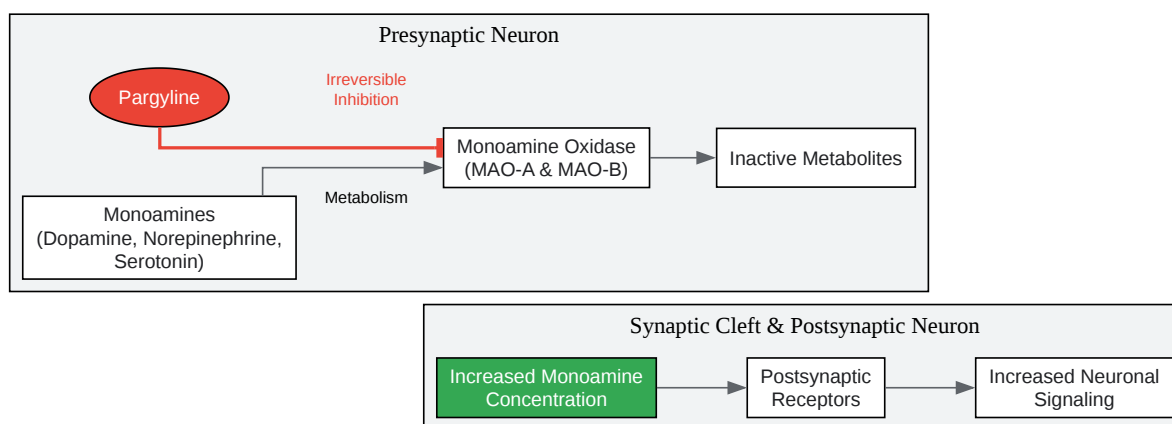 Presynaptic Neuron
Pargyline
Irreversible
Inhibition
Monoamine Oxidase
(MAO-A & MAO-B)
Inactive Metabolites
Metabolism
Monoamines
(Dopamine, Norepinephrine,
Serotonin)
Synaptic Cleft & Postsynaptic Neuron
Increased Monoamine
Concentration
Postsynaptic
Receptors
Increased Neuronal
Signaling